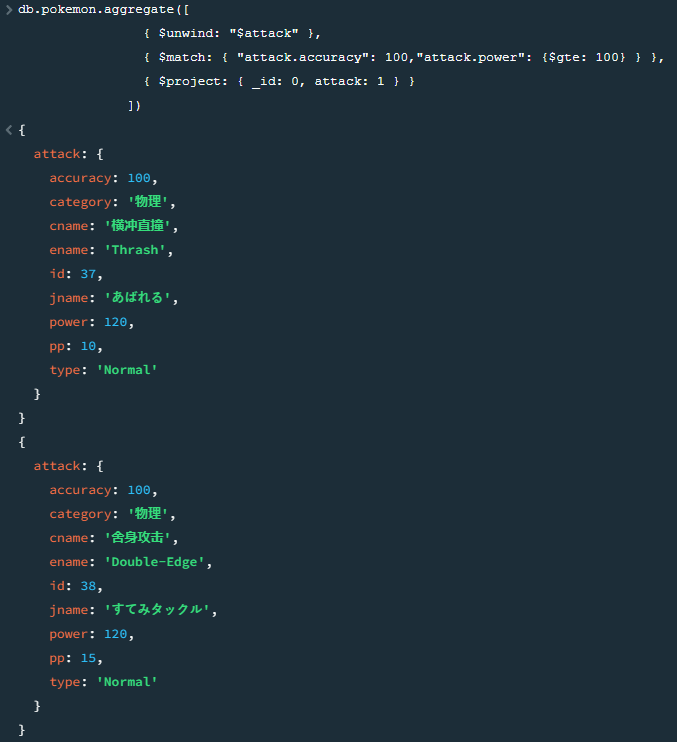 > db.pokemon.aggregate([
{ $unwind: "$attack" },
{ $match: { "attack.accuracy": 100,"attack.power": {$gte: 100} } },
{ $project: { _id: 0, attack: 1 } }
])
< {
attack: {
accuracy: 100,
category: '物理',
cname: '横冲直撞',
ename: 'Thrash',
id: 37,
jname: 'あばれる',
power: 120,
pp: 10,
type: 'Normal'
}
}
{
attack: {
accuracy: 100,
category: '物理',
cname: '舍身攻击',
ename: 'Double-Edge',
id: 38,
jname: 'すてみタックル',
power: 120,
pp: 15,
type: 'Normal'
}
}